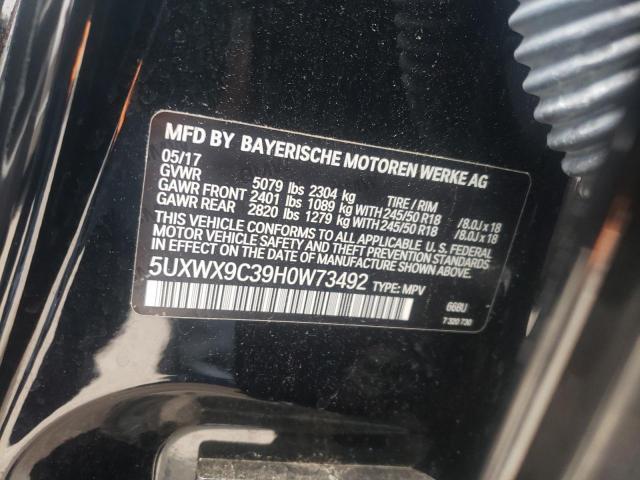 MFD BY BAYERISCHE MOTOREN WERKE AG
05/17
GVWR 5079 lbs 2304 kg TIRE / RIM
GAWR FRONT 2401 lbs 1089 kg WITH 245/50 R18 /8.0J x 18
GAWR REAR 2820 lbs 1279 kg WITH 245/50 R18 /8.0J x 18
THIS VEHICLE CONFORMS TO ALL APPLICABLE U.S. FEDERAL
MOTOR VEHICLE SAFETY AND THEFT PREVENTION STANDARDS
IN EFFECT ON THE DATE OF MANUFACTURE SHOWN ABOVE.
5UXWX9C39H0W73492 TYPE: MPV
668U
7 320 730